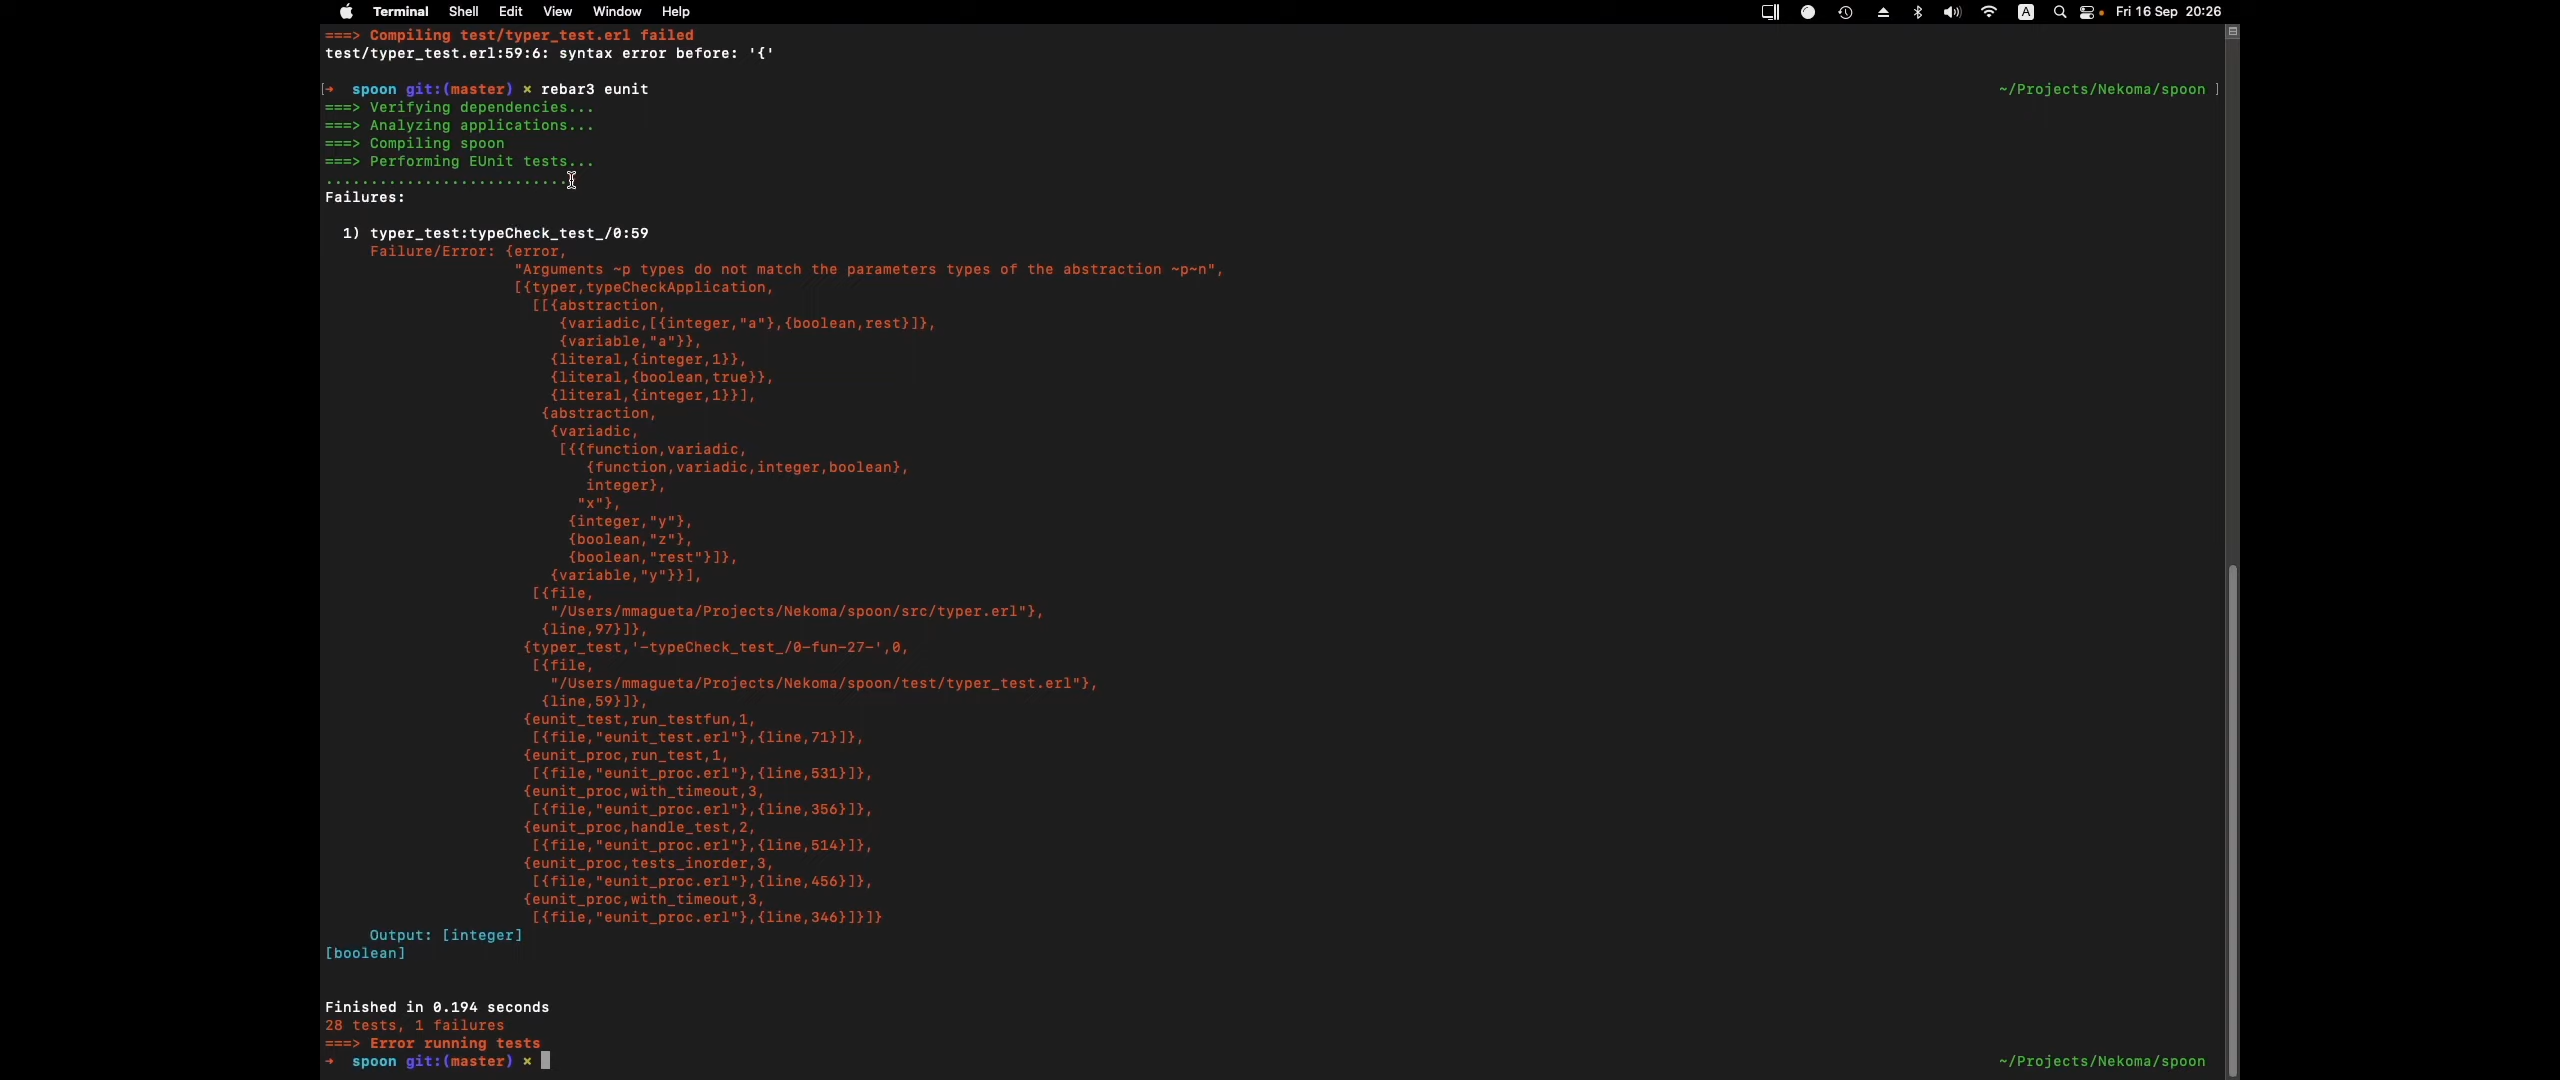 Terminal Shell Edit View Window Help A Fri 16 Sep 20:26
===> Compiling test/typer_test.erl failed
test/typer_test.erl:59:6: syntax error before: '{'
[→ spoon git:(master) × rebar3 eunit ~/Projects/Nekoma/spoon ]
===> Verifying dependencies...
===> Analyzing applications...
===> Compiling spoon
===> Performing EUnit tests...
............................
Failures:
1) typer_test:typeCheck_test_/0:59
Failure/Error: {error,
"Arguments ~p types do not match the parameters types of the abstraction ~p~n",
[{typer,typeCheckApplication,
[[{abstraction,
{variadic,[{integer,"a"},{boolean,rest}]},
{variable,"a"}},
{literal,{integer,1}},
{literal,{boolean,true}},
{literal,{integer,1}}],
{abstraction,
{variadic,
[{{function,variadic,
{function,variadic,integer,boolean},
integer},
"x"},
{integer,"y"},
{boolean,"z"},
{boolean,"rest"}]},
{variable,"y"}}],
[{file,
"/Users/mmagueta/Projects/Nekoma/spoon/src/typer.erl"},
{line,97}]},
{typer_test,'-typeCheck_test_/0-fun-27-',0,
[{file,
"/Users/mmagueta/Projects/Nekoma/spoon/test/typer_test.erl"},
{line,59}]},
{eunit_test,run_testfun,1,
[{file,"eunit_test.erl"},{line,71}]},
{eunit_proc,run_test,1,
[{file,"eunit_proc.erl"},{line,531}]},
{eunit_proc,with_timeout,3,
[{file,"eunit_proc.erl"},{line,356}]},
{eunit_proc,handle_test,2,
[{file,"eunit_proc.erl"},{line,514}]},
{eunit_proc,tests_inorder,3,
[{file,"eunit_proc.erl"},{line,456}]},
{eunit_proc,with_timeout,3,
[{file,"eunit_proc.erl"},{line,346}]}]}
Output: [integer]
[boolean]
Finished in 0.194 seconds
28 tests, 1 failures
===> Error running tests
→ spoon git:(master) × ~/Projects/Nekoma/spoon